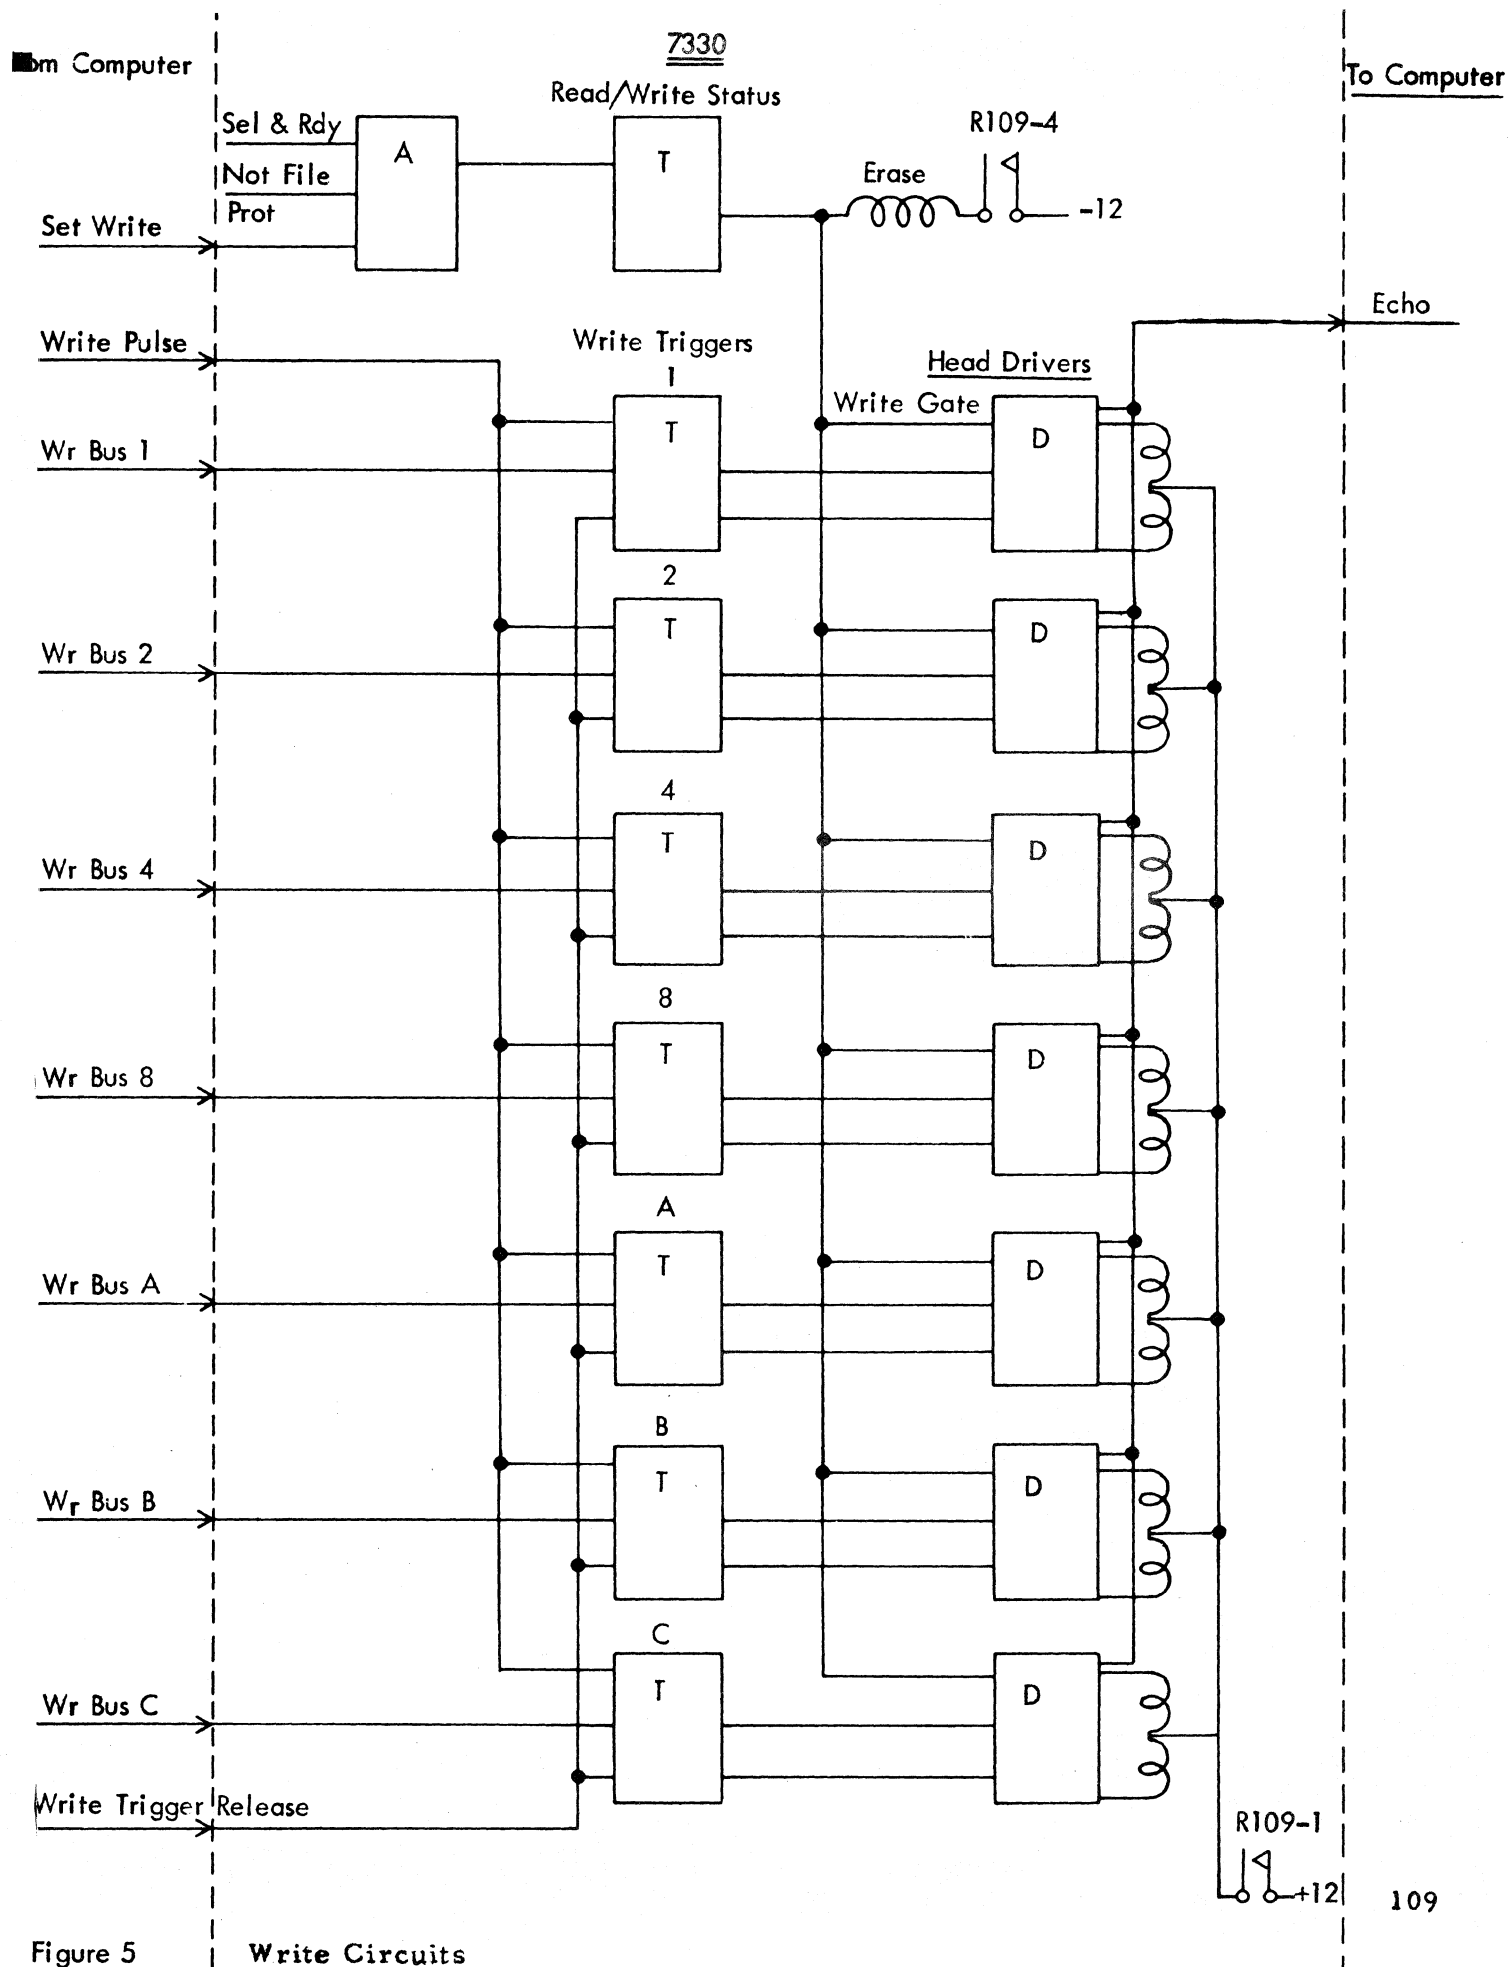 7330
Computer
To Computer
Read/Write Status
Sel & Rdy
A
T
R109-4
Not File
Prot
Erase
-12
Set Write
Echo
Write Pulse
Write Triggers
Head Drivers
1
Write Gate
T
D
Wr Bus 1
2
T
D
Wr Bus 2
4
T
D
Wr Bus 4
8
T
D
Wr Bus 8
A
T
D
Wr Bus A
B
T
D
Wr Bus B
C
T
D
Wr Bus C
Write Trigger Release
R109-1
+12
109
Figure 5 Write Circuits